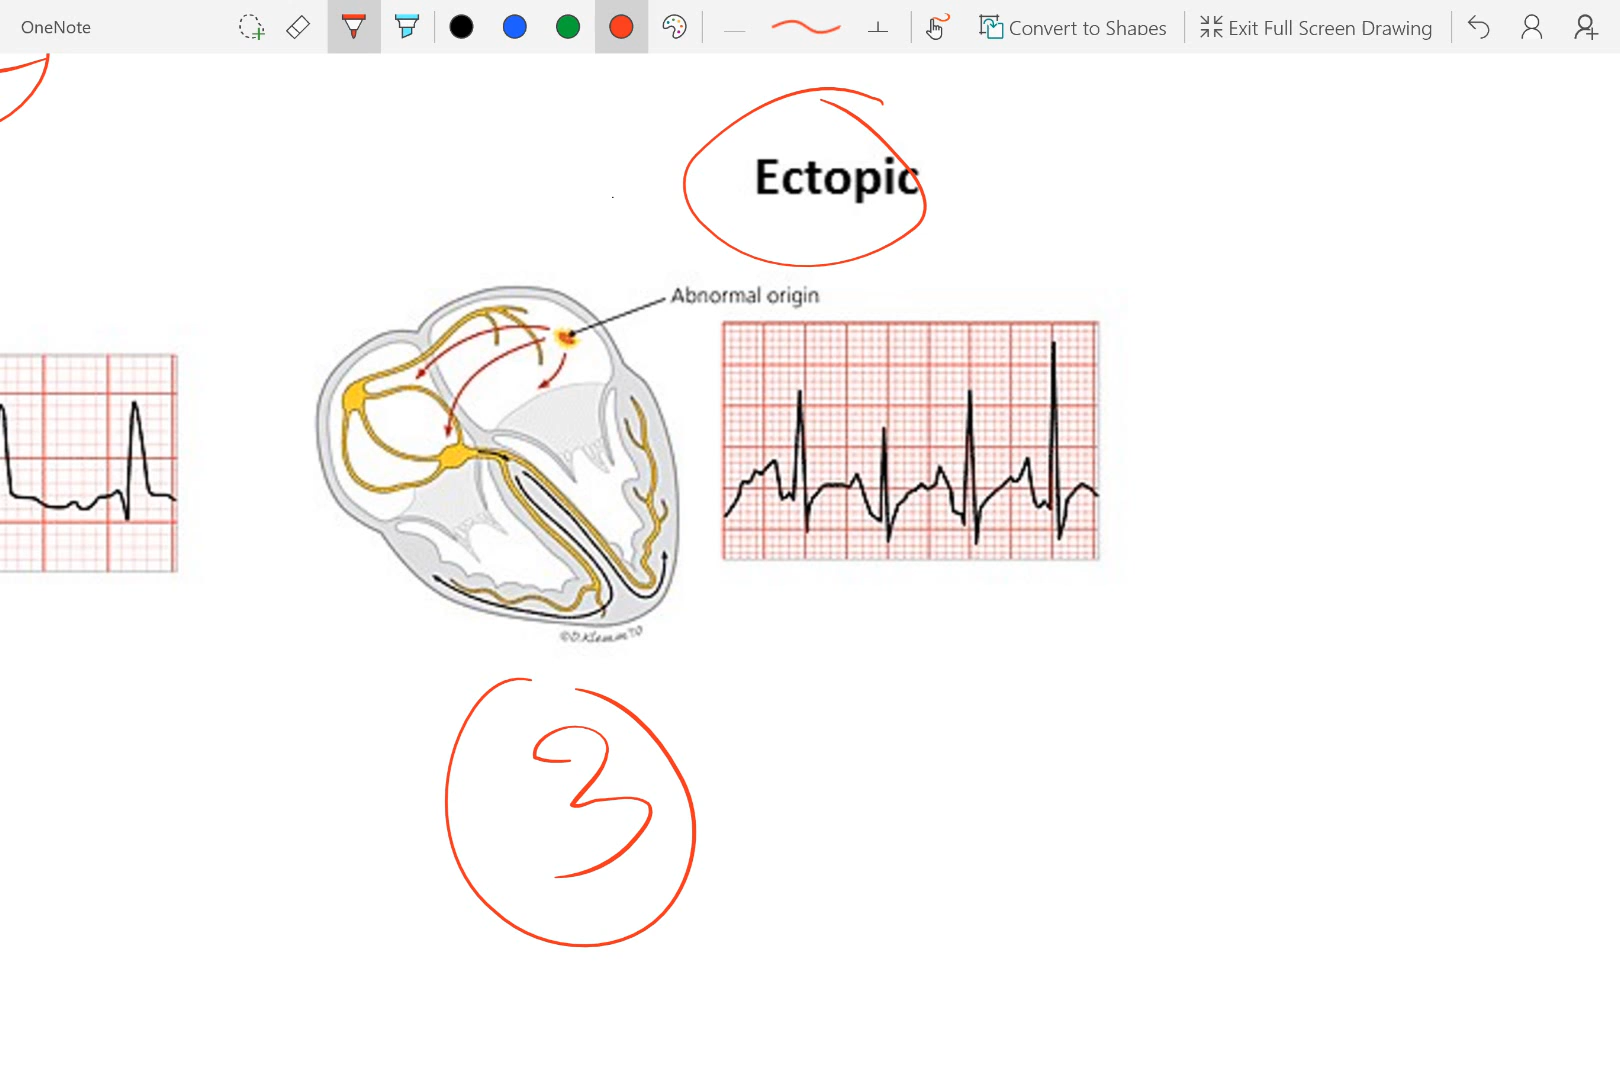 OneNote
Convert to Shapes
Exit Full Screen Drawing
Ectopic
Abnormal origin
3